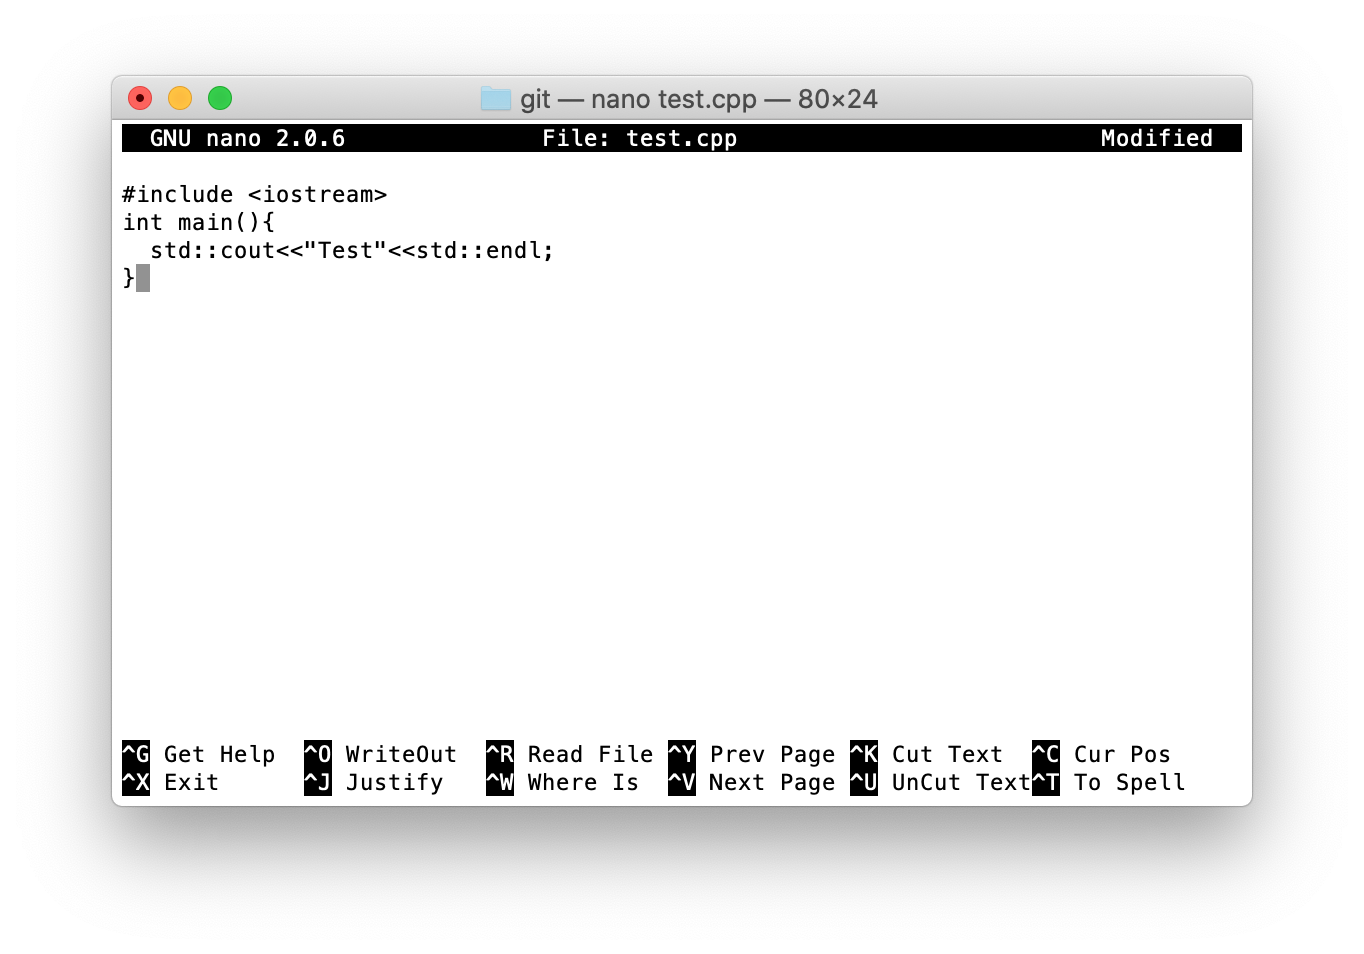 git — nano test.cpp — 80×24
GNU nano 2.0.6 File: test.cpp Modified
#include <iostream>
int main(){
  std::cout<<"Test"<<std::endl;
}
^G Get Help ^O WriteOut ^R Read File ^Y Prev Page ^K Cut Text ^C Cur Pos
^X Exit ^J Justify ^W Where Is ^V Next Page ^U UnCut Text^T To Spell